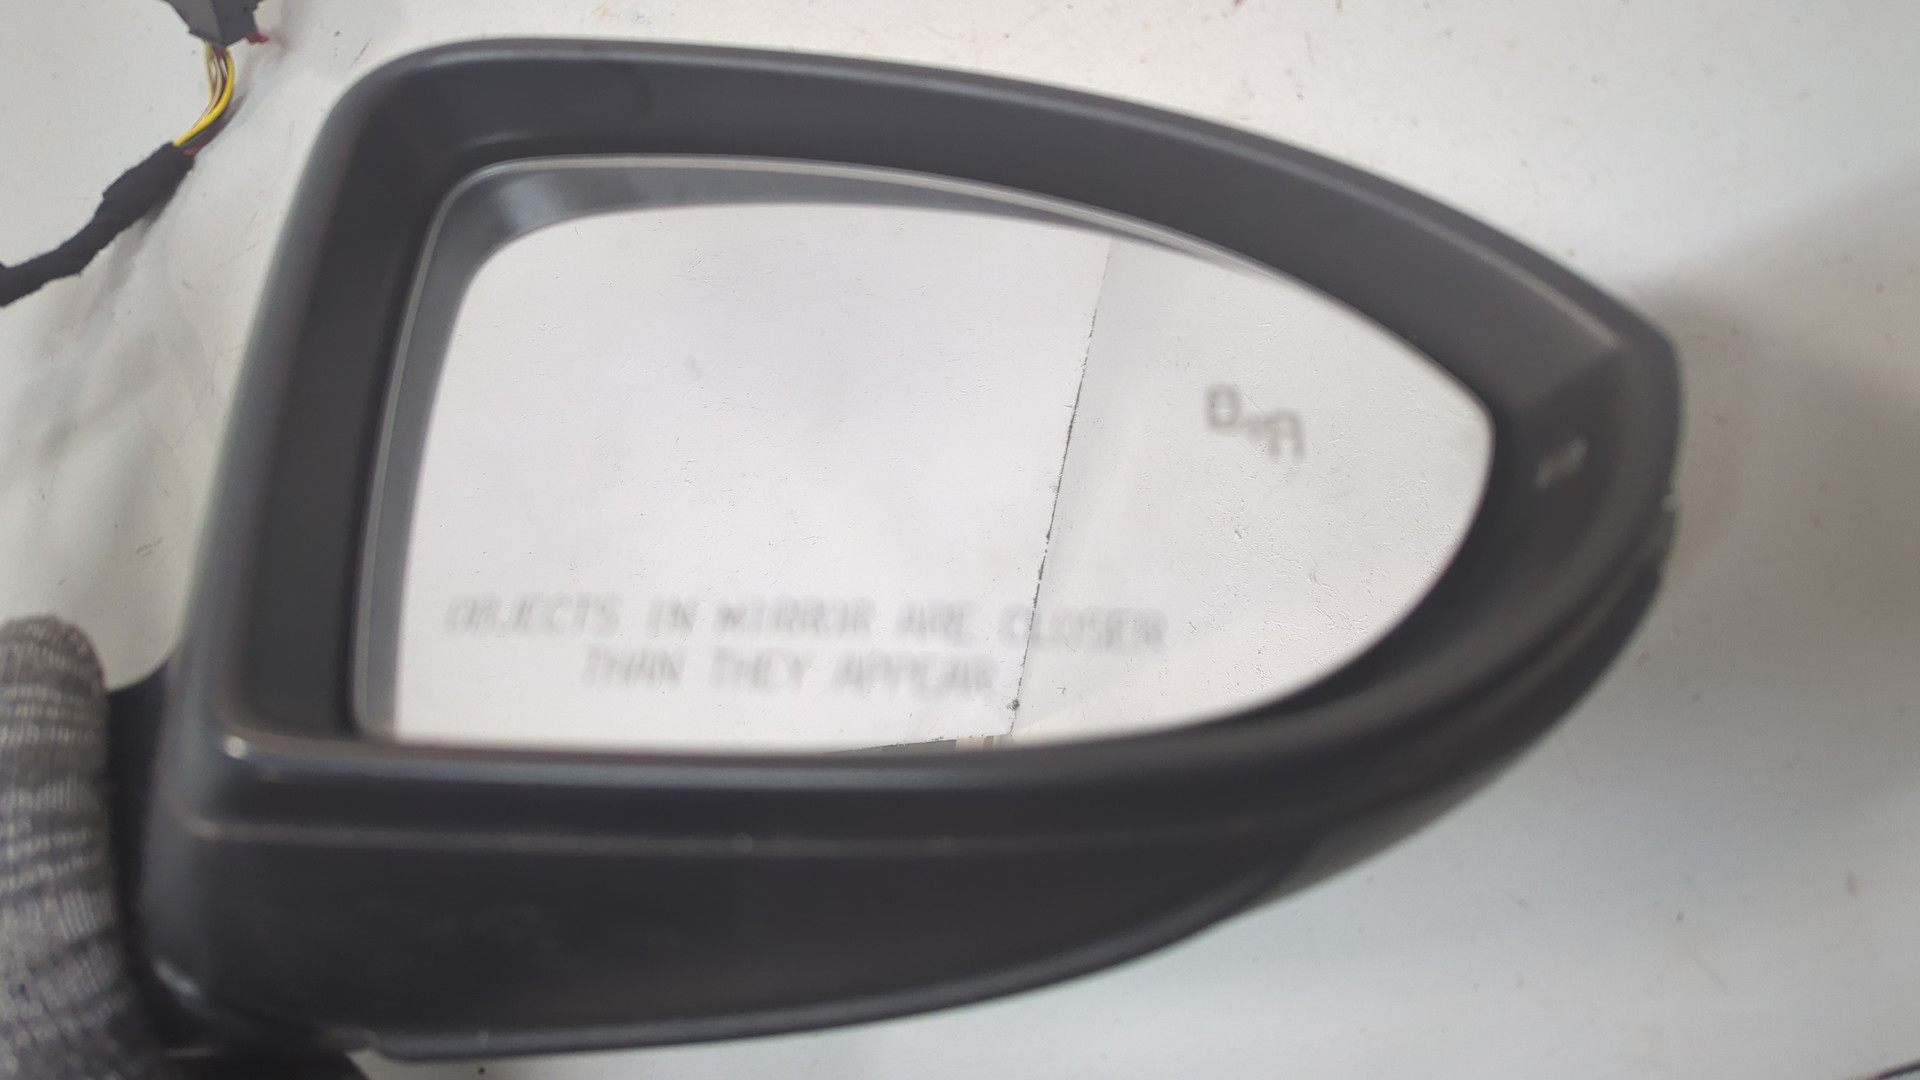 OBJECTS IN MIRROR ARE CLOSER
THAN THEY APPEAR